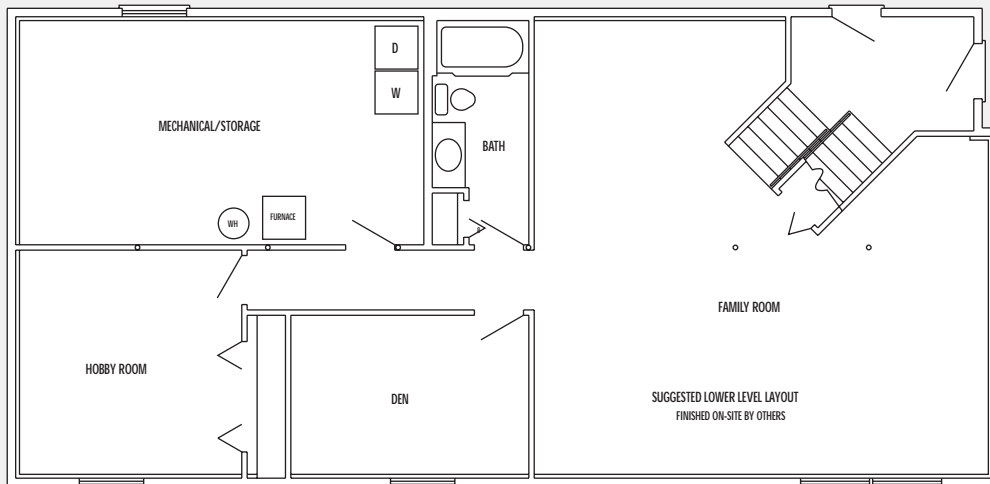 D
W
MECHANICAL/STORAGE
BATH
WH
FURNACE
FAMILY ROOM
HOBBY ROOM
DEN
SUGGESTED LOWER LEVEL LAYOUT
FINISHED ON-SITE BY OTHERS